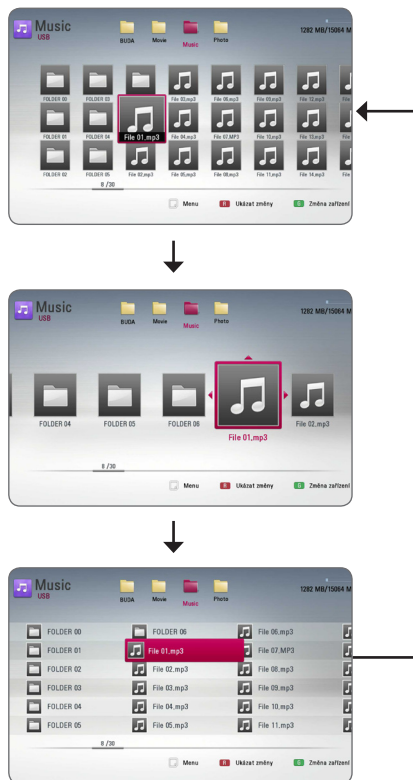 Music
USB
BUDA Movie Music Photo
1282 MB/15064 M
FOLDER 00 FOLDER 03 File 03.mp3 File 06.mp3 File 09.mp3 File 12.mp3 File
FOLDER 01 FOLDER 04 File 01.mp3 File 04.mp3 File 07.MP3 File 10.mp3 File 13.mp3 File
FOLDER 02 FOLDER 05 File 02.mp3 File 05.mp3 File 08.mp3 File 11.mp3 File 14.mp3 File
8 /30
Menu R Ukázat změny G Změna zařízení
Music
USB
BUDA Movie Music Photo
1282 MB/15064 M
FOLDER 04 FOLDER 05 FOLDER 06 File 01.mp3 File 02.mp3
8 /30
Menu R Ukázat změny G Změna zařízení
Music
USB
BUDA Movie Music Photo
1282 MB/15064 M
FOLDER 00 FOLDER 06 File 06.mp3
FOLDER 01 File 01.mp3 File 07.MP3
FOLDER 02 File 02.mp3 File 08.mp3
FOLDER 03 File 03.mp3 File 09.mp3
FOLDER 04 File 04.mp3 File 10.mp3
FOLDER 05 File 05.mp3 File 11.mp3
8 /30
Menu R Ukázat změny G Změna zařízení